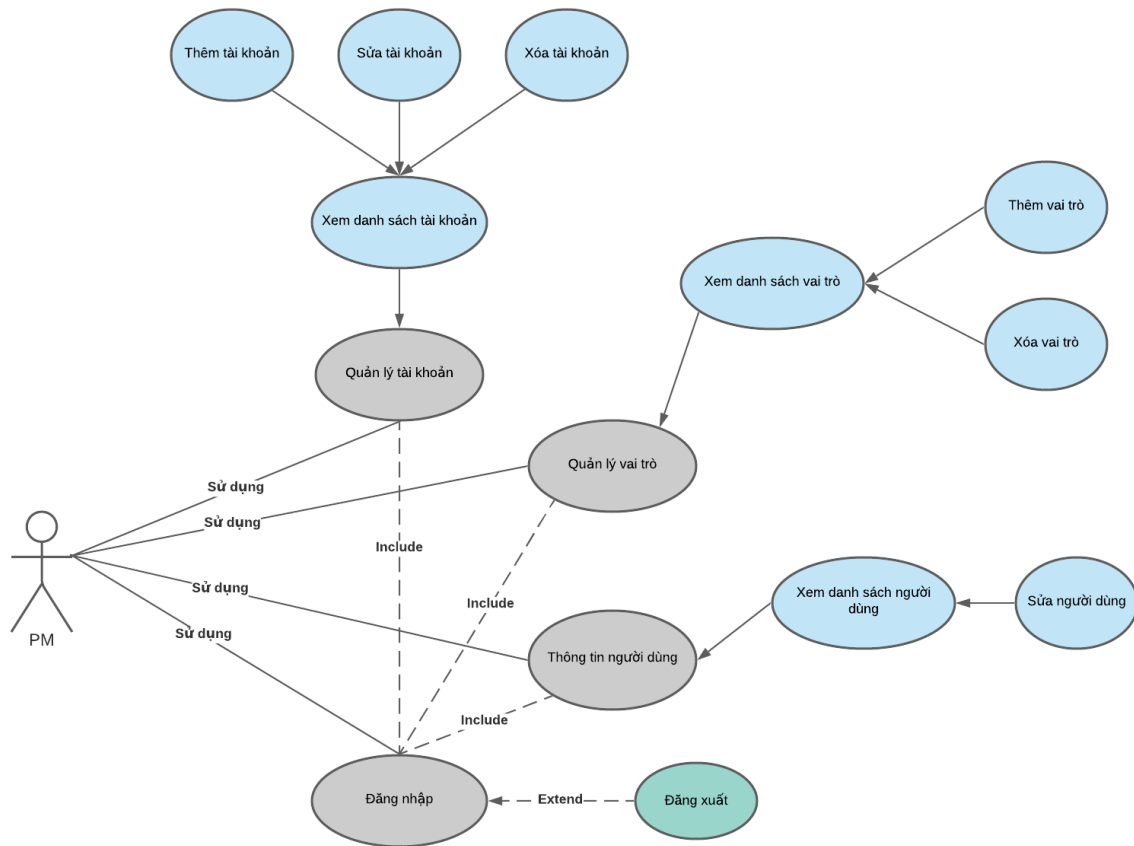 Thêm tài khoản
Sửa tài khoản
Xóa tài khoản
Xem danh sách tài khoản
Thêm vai trò
Xem danh sách vai trò
Xóa vai trò
Quản lý tài khoản
Quản lý vai trò
Sử dụng
Sử dụng
Include
Sử dụng
Include
Xem danh sách người
dùng
Sửa người dùng
Sử dụng
PM
Thông tin người dùng
Include
Đăng nhập
Extend
Đăng xuất